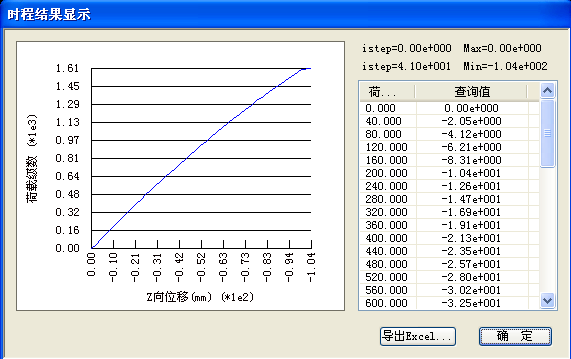 时程结果显示
istep=0.00e+000 Max=0.00e+000
istep=4.10e+001 Min=-1.04e+002
荷载级数 (*1e3)
1.61
1.45
1.29
1.13
0.97
0.81
0.64
0.48
0.32
0.16
0.00
0.00 -0.10 -0.21 -0.31 -0.42 -0.52 -0.63 -0.73 -0.83 -0.94 -1.04
Z向位移(mm) (*1e2)
荷... 查询值
0.000 0.00e+000
40.000 -2.05e+000
80.000 -4.12e+000
120.000 -6.21e+000
160.000 -8.31e+000
200.000 -1.04e+001
240.000 -1.26e+001
280.000 -1.47e+001
320.000 -1.69e+001
360.000 -1.91e+001
400.000 -2.13e+001
440.000 -2.35e+001
480.000 -2.57e+001
520.000 -2.80e+001
560.000 -3.02e+001
600.000 -3.25e+001
导出Excel... 确 定